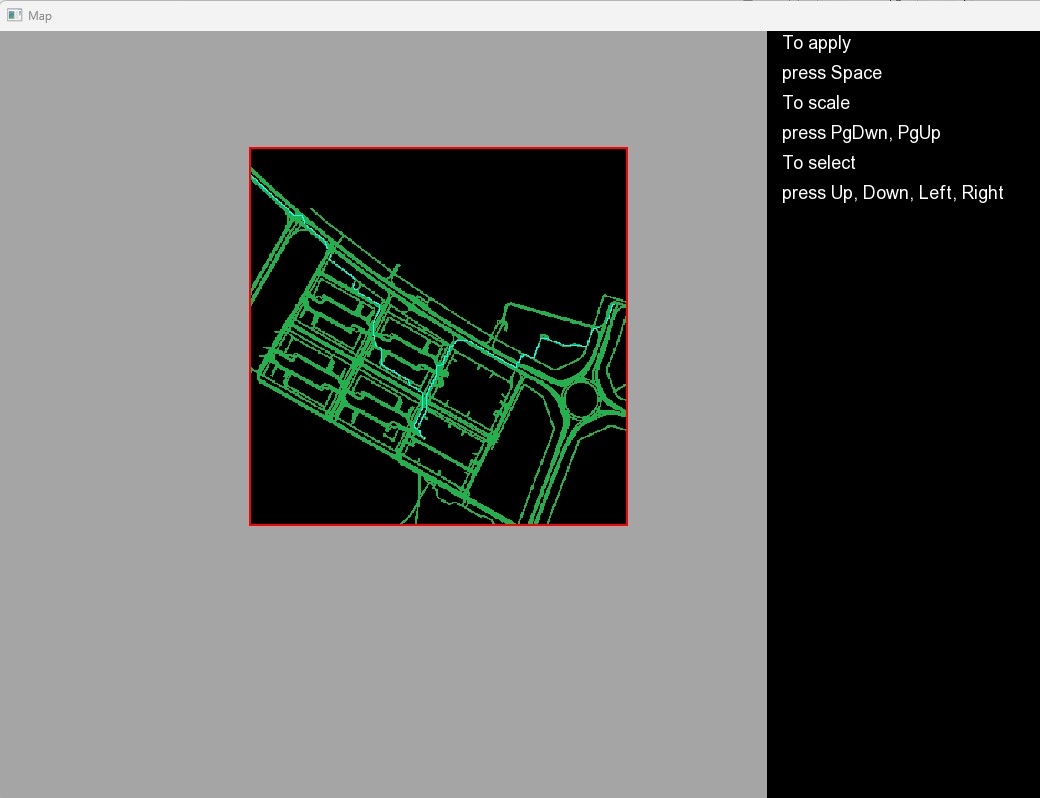 Map
To apply
press Space
To scale
press PgDwn, PgUp
To select
press Up, Down, Left, Right